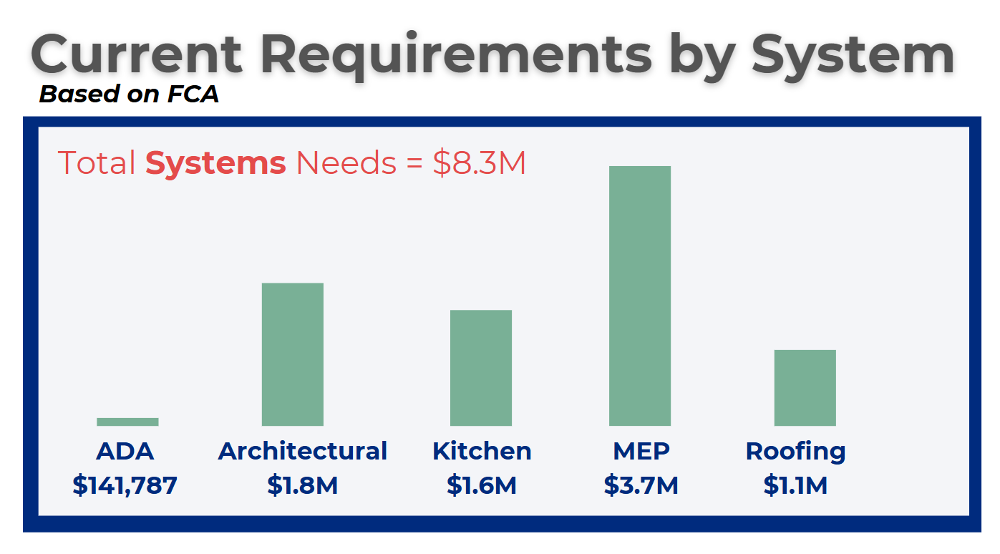 Current Requirements by System
Based on FCA
Total Systems Needs = $8.3M
ADA
$141,787
Architectural
$1.8M
Kitchen
$1.6M
MEP
$3.7M
Roofing
$1.1M